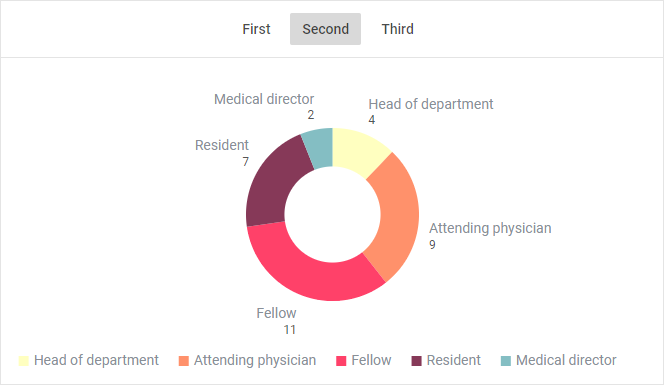 First Second Third
Medical director
2
Head of department
4
Resident
7
Attending physician
9
Fellow
11
Head of department Attending physician Fellow Resident Medical director